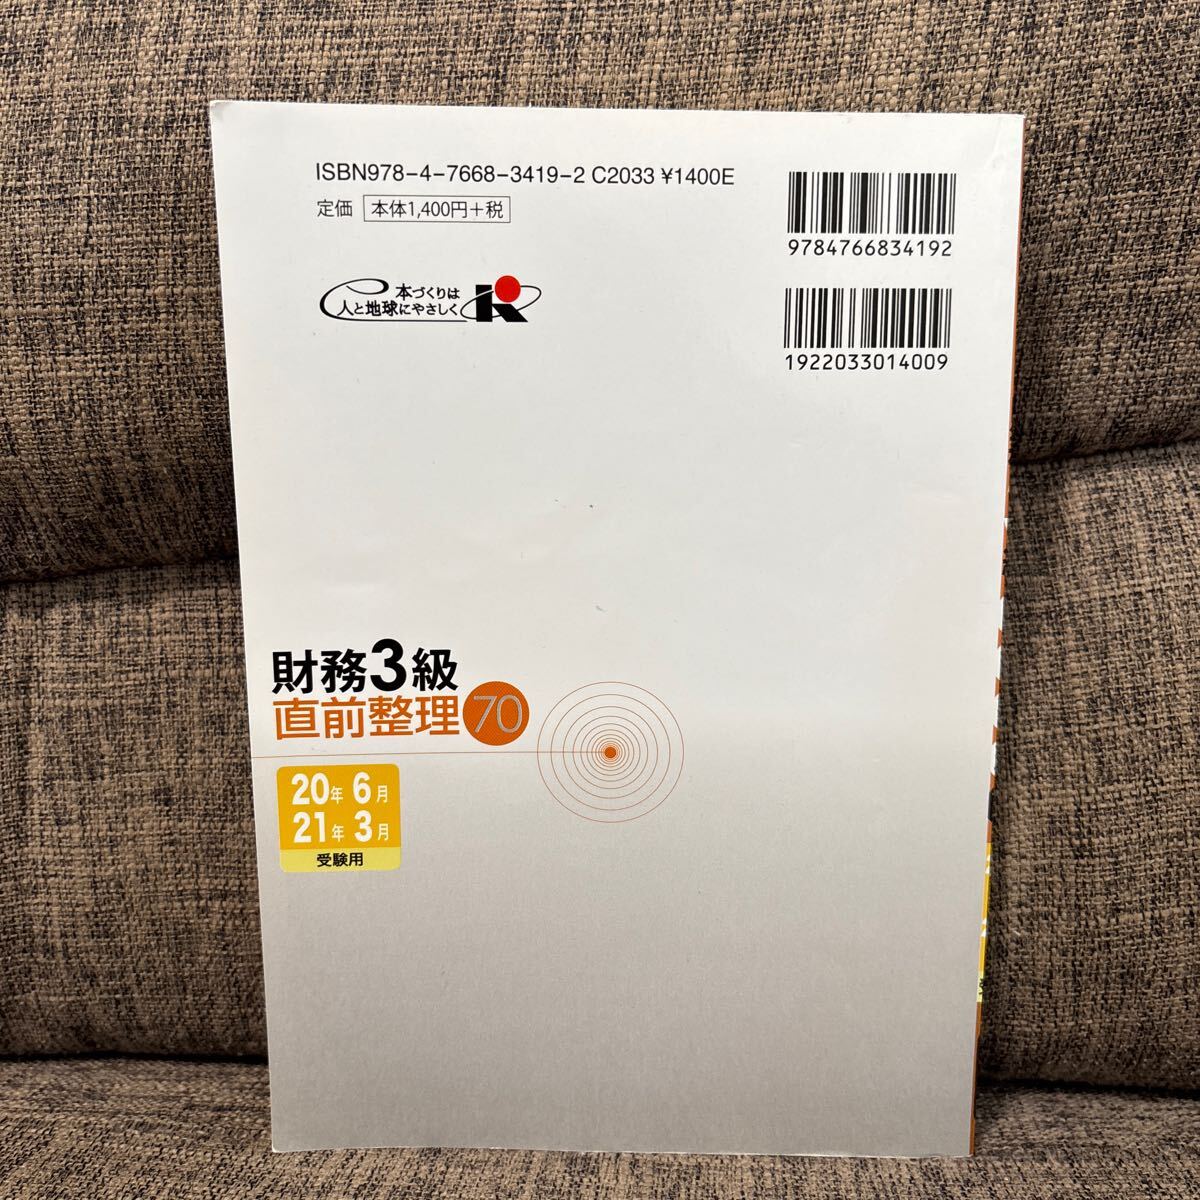 ISBN978-4-7668-3419-2 C2033 ¥1400E
定価 本体1,400円+税
9784766834192
本づくりは
人と地球にやさしく
1922033014009
財務3級
直前整理70
20年 6月
21年 3月
受験用